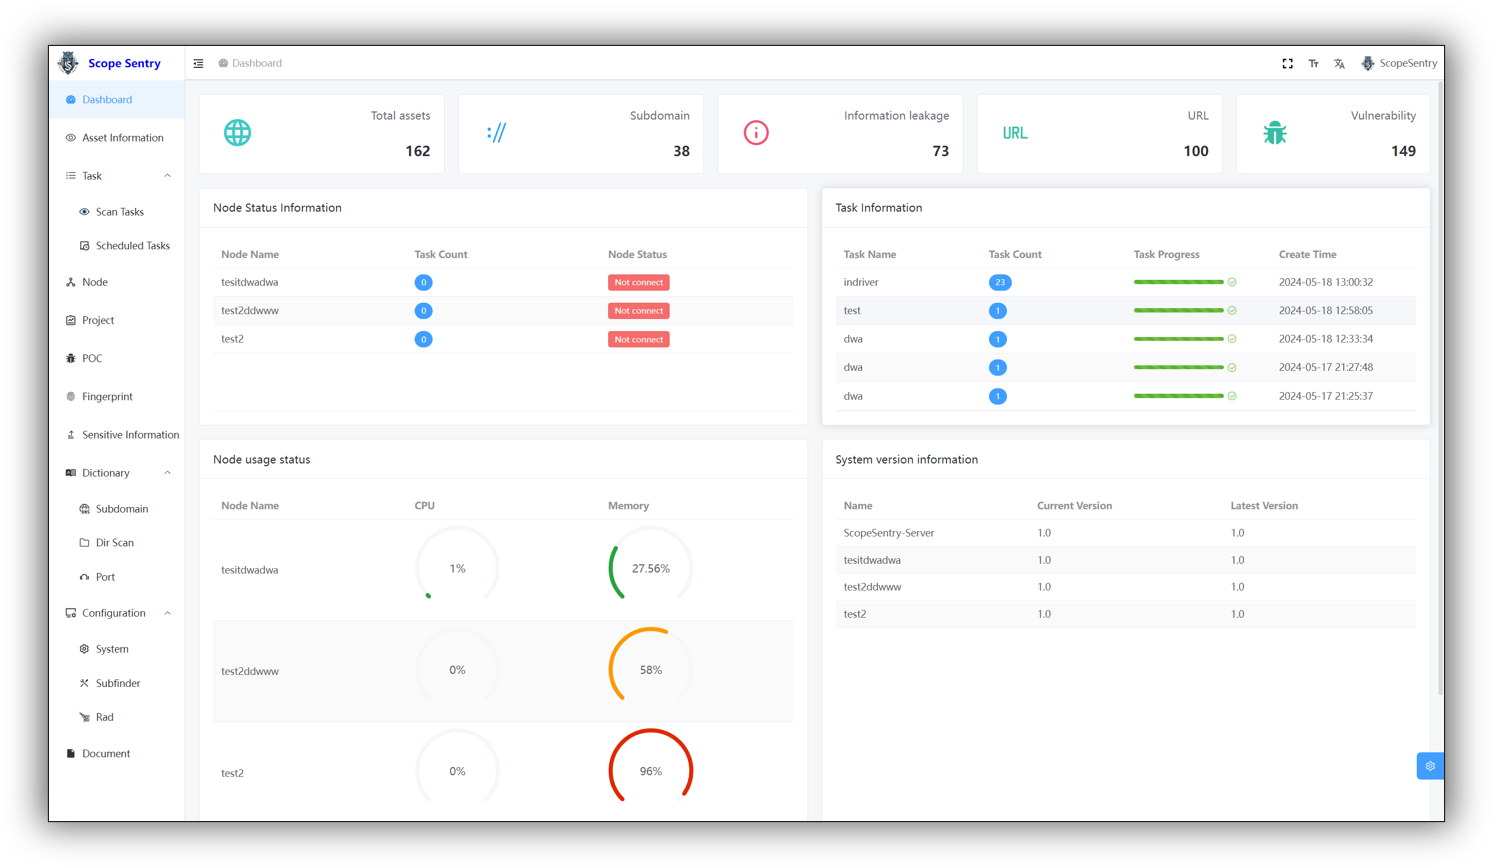 Scope Sentry
Dashboard
ScopeSentry
Dashboard
Asset Information
Task
Scan Tasks
Scheduled Tasks
Node
Project
POC
Fingerprint
Sensitive Information
Dictionary
Subdomain
Dir Scan
Port
Configuration
System
Subfinder
Rad
Document
Total assets
162
://
Subdomain
38
Information leakage
73
URL
URL
100
Vulnerability
149
Node Status Information
Node Name Task Count Node Status
tesitdwadwa 0 Not connect
test2ddwww 0 Not connect
test2 0 Not connect
Task Information
Task Name Task Count Task Progress Create Time
indriver 23 2024-05-18 13:00:32
test 1 2024-05-18 12:58:05
dwa 1 2024-05-18 12:33:34
dwa 1 2024-05-17 21:27:48
dwa 1 2024-05-17 21:25:37
Node usage status
Node Name CPU Memory
tesitdwadwa 1% 27.56%
test2ddwww 0% 58%
test2 0% 96%
System version information
Name Current Version Latest Version
ScopeSentry-Server 1.0 1.0
tesitdwadwa 1.0 1.0
test2ddwww 1.0 1.0
test2 1.0 1.0